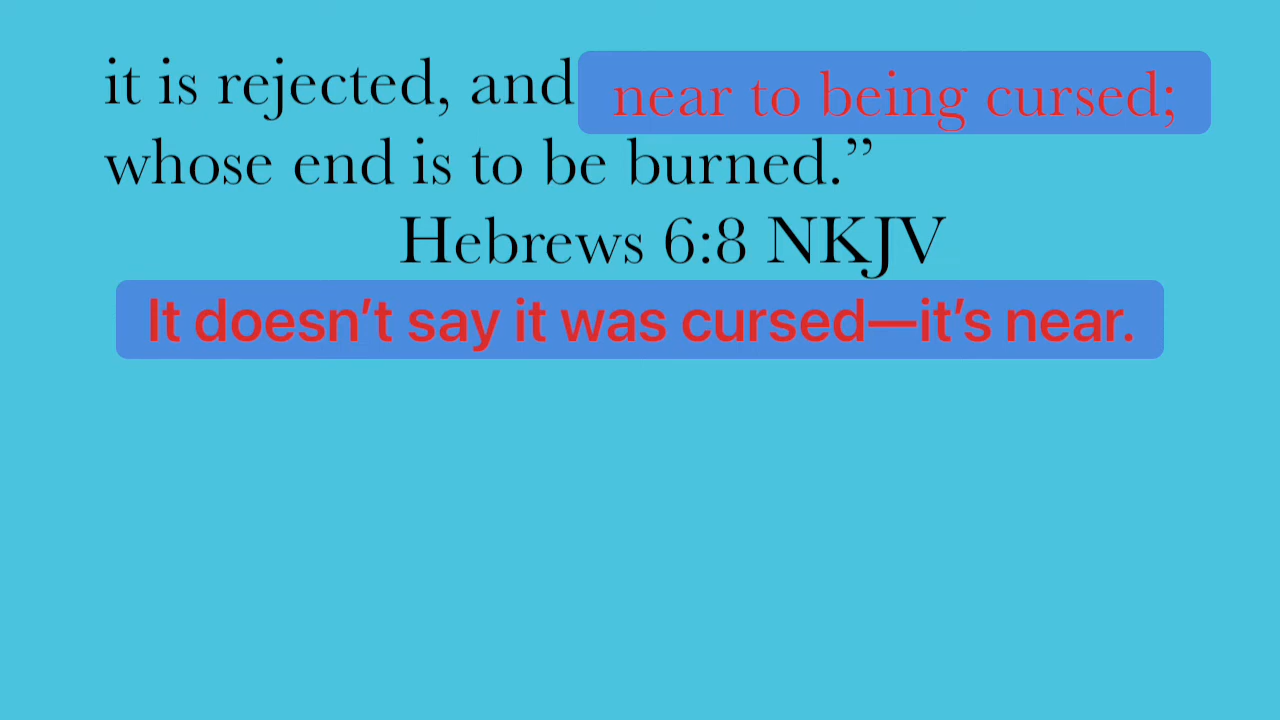 it is rejected, and near to being cursed;
whose end is to be burned.”
Hebrews 6:8 NKJV
It doesn’t say it was cursed—it’s near.